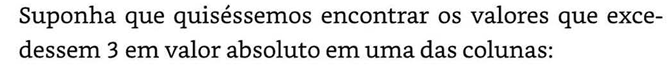 Suponha que quiséssemos encontrar os valores que exce-
dessem 3 em valor absoluto em uma das colunas: